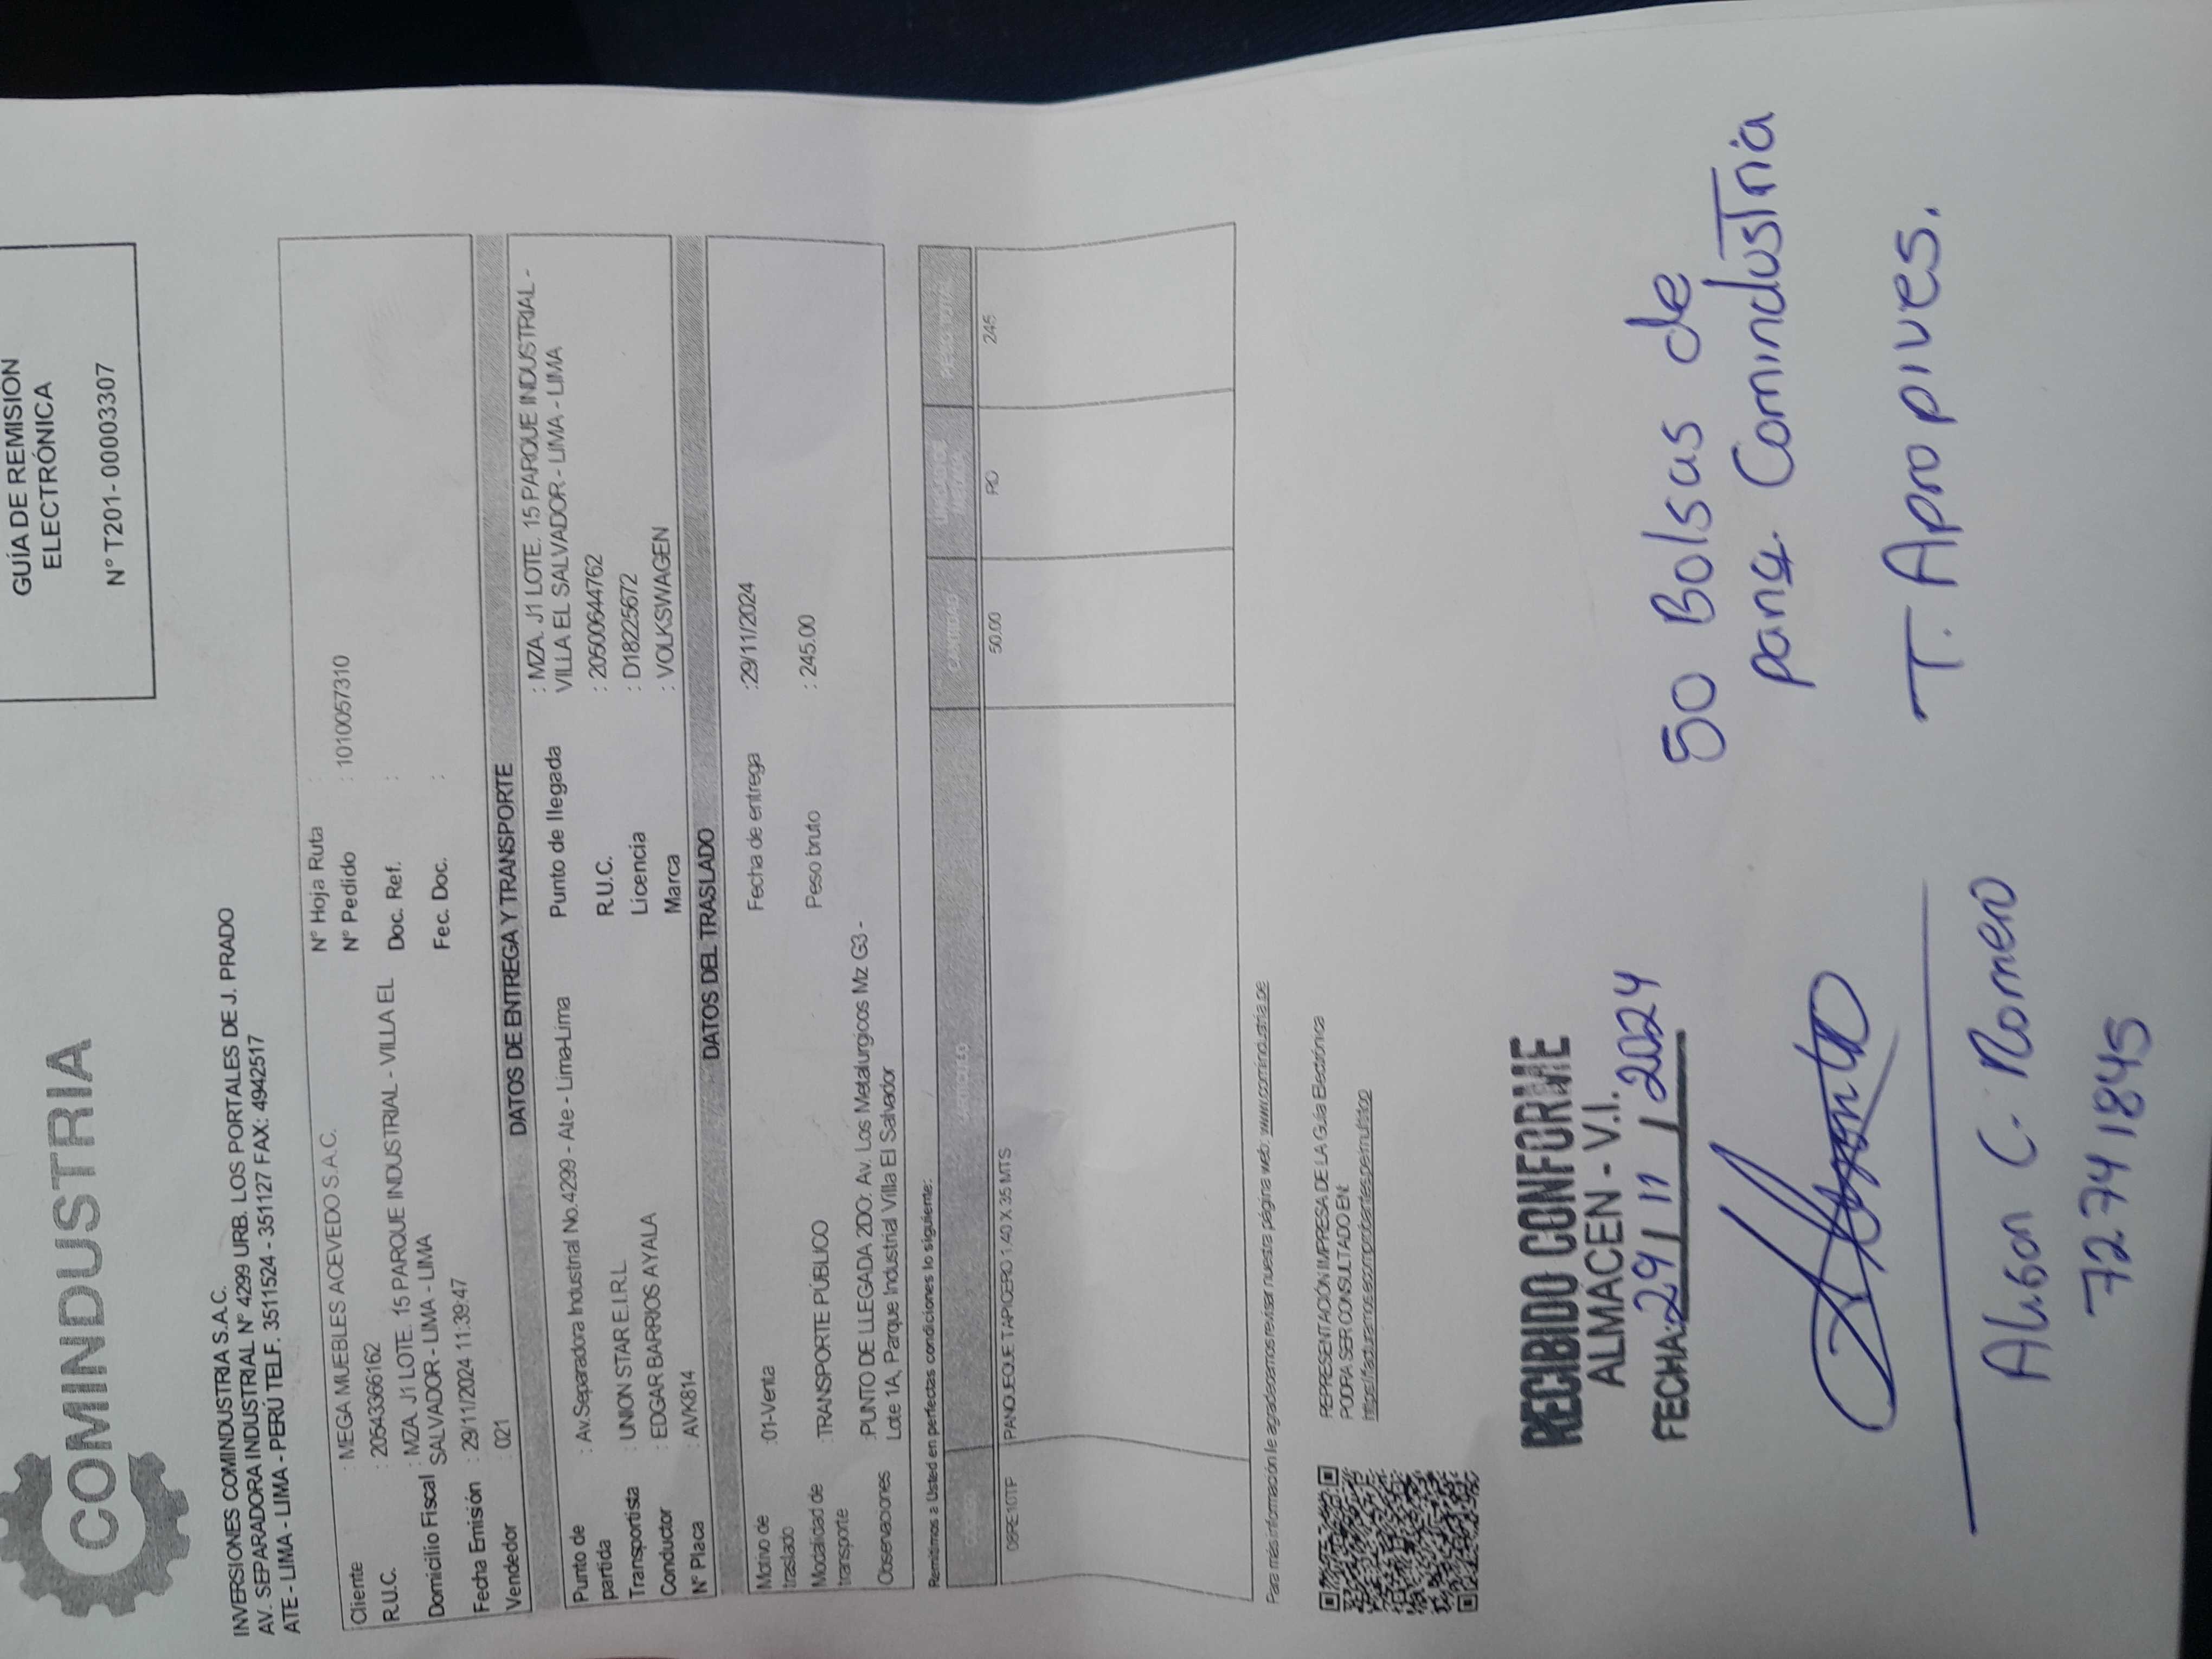 COMINDUSTRIA
GUÍA DE REMISIÓN
ELECTRÓNICA
N° T201-00003307
INVERSIONES COMINDUSTRIA S.A.C.
AV. SEPARADORA INDUSTRIAL Nº 4299 URB. LOS PORTALES DE J. PRADO
ATE - LIMA - LIMA - PERÚ TELF. 3511524 - 351127 FAX: 4942517
Cliente : MEGA MUEBLES ACEVEDO S.A.C. N° Hoja Ruta :
R.U.C. : 20543366162 N° Pedido : 1010057310
Domicilio Fiscal : MZA. J1 LOTE. 15 PARQUE INDUSTRIAL - VILLA EL Doc. Ref. :
SALVADOR - LIMA - LIMA
Fecha Emisión : 29/11/2024 11:39:47 Fec. Doc. :
Vendedor : 021
DATOS DE ENTREGA Y TRANSPORTE
Punto de partida : Av.Separadora Industrial No.4299 - Ate - Lima-Lima Punto de llegada : MZA. J1 LOTE. 15 PARQUE INDUSTRIAL -
VILLA EL SALVADOR - LIMA - LIMA
Transportista : UNION STAR E.I.R.L. R.U.C. : 20500644762
Conductor : EDGAR BARRIOS AYALA Licencia : D18225672
N° Placa : AVK814 Marca : VOLKSWAGEN
DATOS DEL TRASLADO
Motivo de traslado :01-Venta Fecha de entrega :29/11/2024
Modalidad de transporte :TRANSPORTE PÚBLICO Peso bruto : 245.00
Observaciones :PUNTO DE LLEGADA 2DO: Av. Los Metalurgicos Mz G3 -
Lote 1A, Parque Industrial Villa El Salvador
Remitimos a Usted en perfectas condiciones lo siguiente:
CODIGO ARTICULO CANTIDAD PESO TOTAL
08RE10TP PANQUEQUE TAPICERO 1.40 X 35 MTS 50.00 RO 245
Para más información le agradecemos revisar nuestra página web: www.comindustria.pe
REPRESENTACIÓN IMPRESA DE LA Guía Electrónica
PODRA SER CONSULTADO EN:
RECIBIDO CONFORME
ALMACEN - V.I.
FECHA: 29/11/2024
50 Bolsas de
Comindustria
T.
Alison C. Romero
72741845